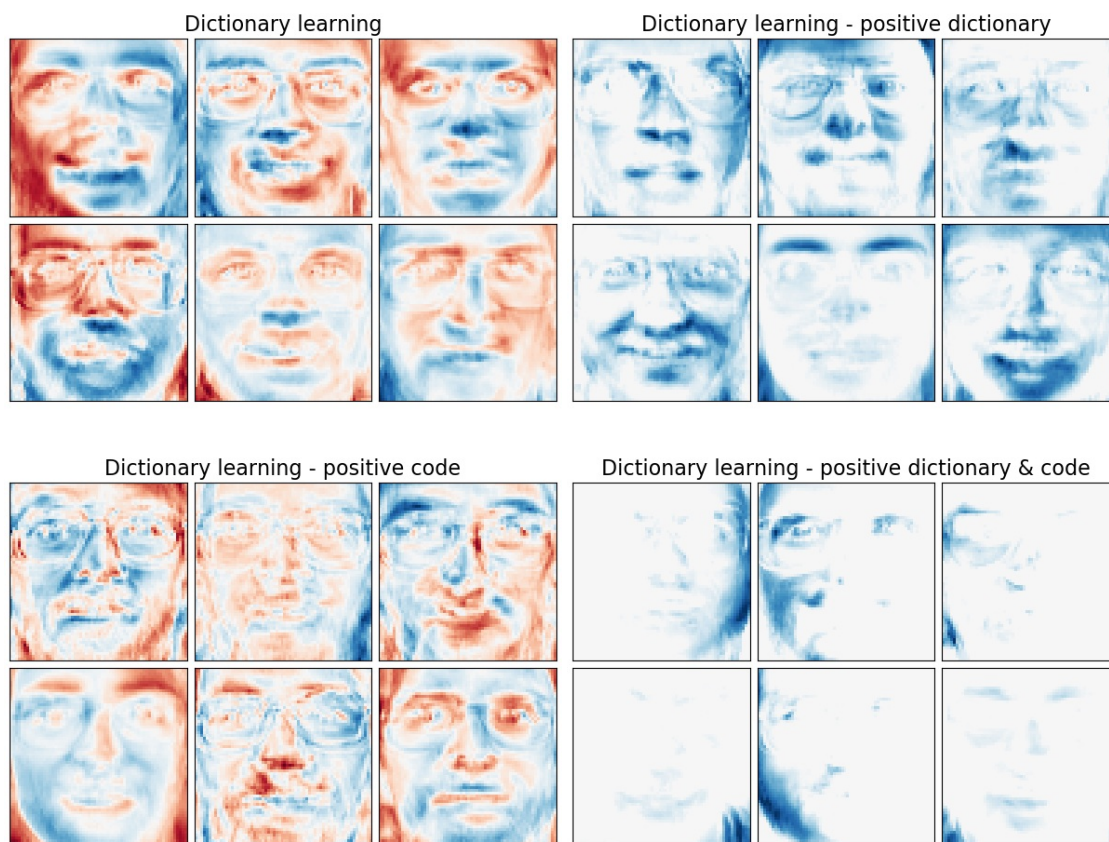 Dictionary learning
Dictionary learning - positive dictionary
Dictionary learning - positive code
Dictionary learning - positive dictionary & code